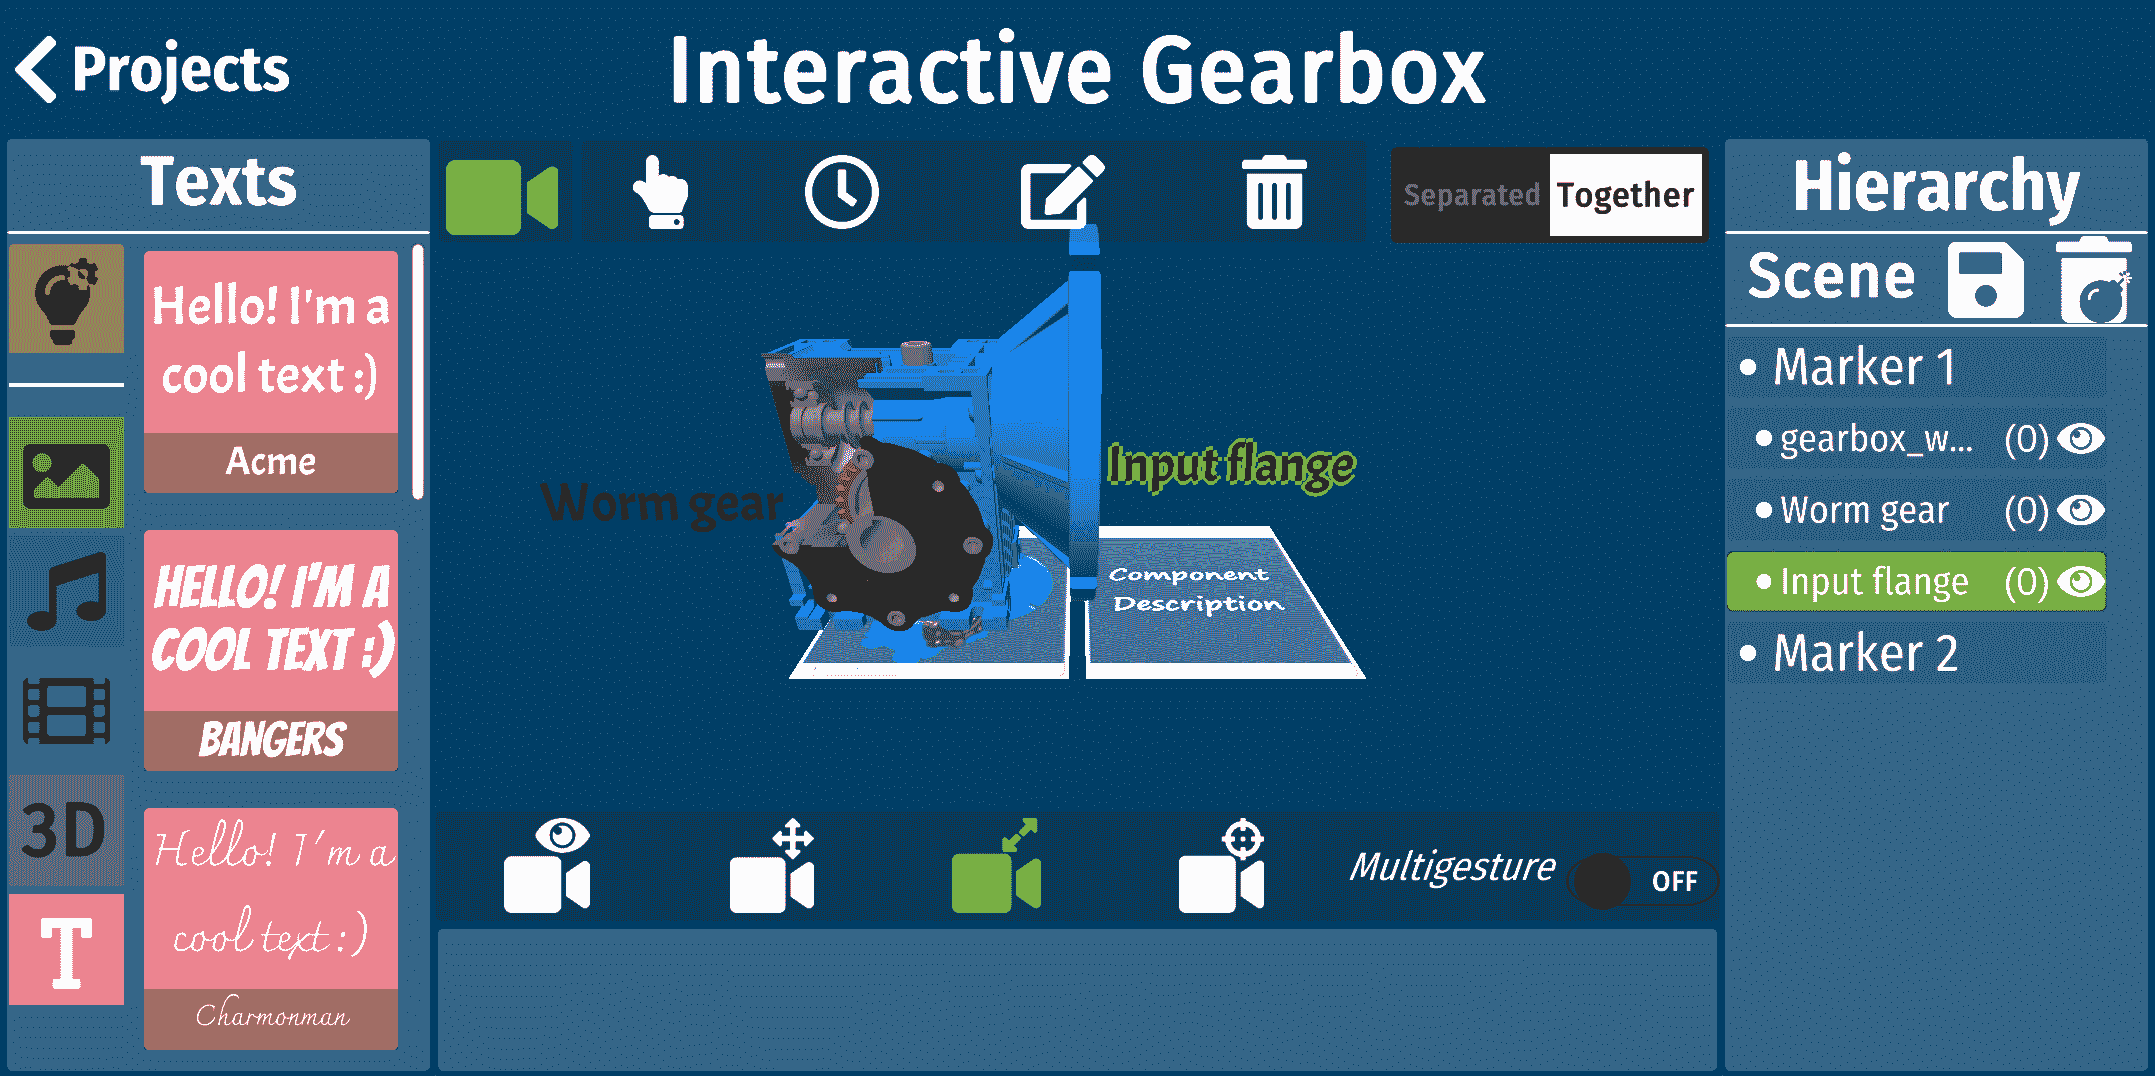 Projects
Interactive Gearbox
Texts
Hello! I'm a
cool text :)
Acme
HELLO! I'M A
COOL TEXT :)
BANGERS
3D
Hello! I'm a
cool text :)
T
Charmonman
Separated Together
Worm gear
Input flange
Component
Description
Multigesture OFF
Hierarchy
Scene
• Marker 1
• gearbox_w... (0)
• Worm gear (0)
• Input flange (0)
• Marker 2